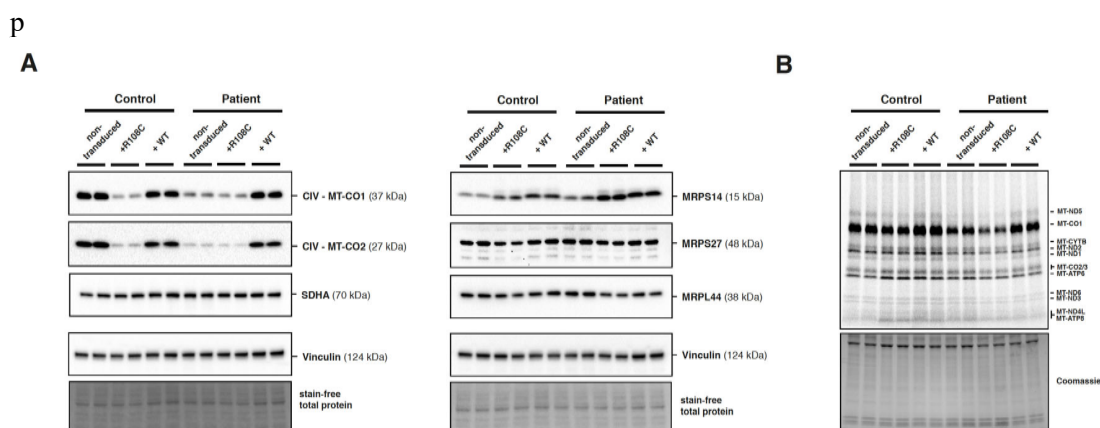 p
A
B
Control
Patient
Control
Patient
Control
Patient
non-
transduced
+R108C
+ WT
non-
transduced
+R108C
+ WT
non-
transduced
+R108C
+ WT
non-
transduced
+R108C
+ WT
non-
transduced
+R108C
+ WT
non-
transduced
+R108C
+ WT
CIV - MT-CO1 (37 kDa)
CIV - MT-CO2 (27 kDa)
SDHA (70 kDa)
Vinculin (124 kDa)
stain-free
total protein
MRPS14 (15 kDa)
MRPS27 (48 kDa)
MRPL44 (38 kDa)
Vinculin (124 kDa)
stain-free
total protein
MT-ND5
MT-CO1
MT-CYTB
MT-ND2
MT-ND1
MT-CO2/3
MT-ATP6
MT-ND6
MT-ND3
MT-ND4L
MT-ATP8
Coomassie